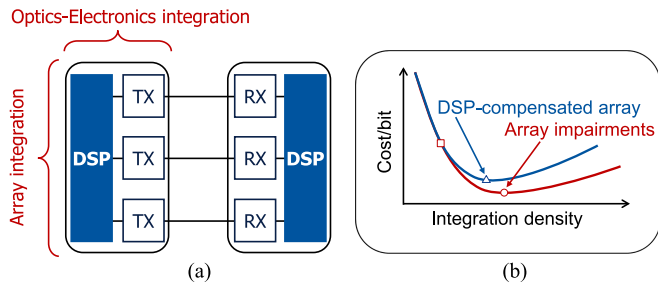 Optics-Electronics integration
Array integration
DSP
TX
RX
TX
RX
TX
RX
DSP
(a)
Cost/bit
DSP-compensated array
Array impairments
Integration density
(b)